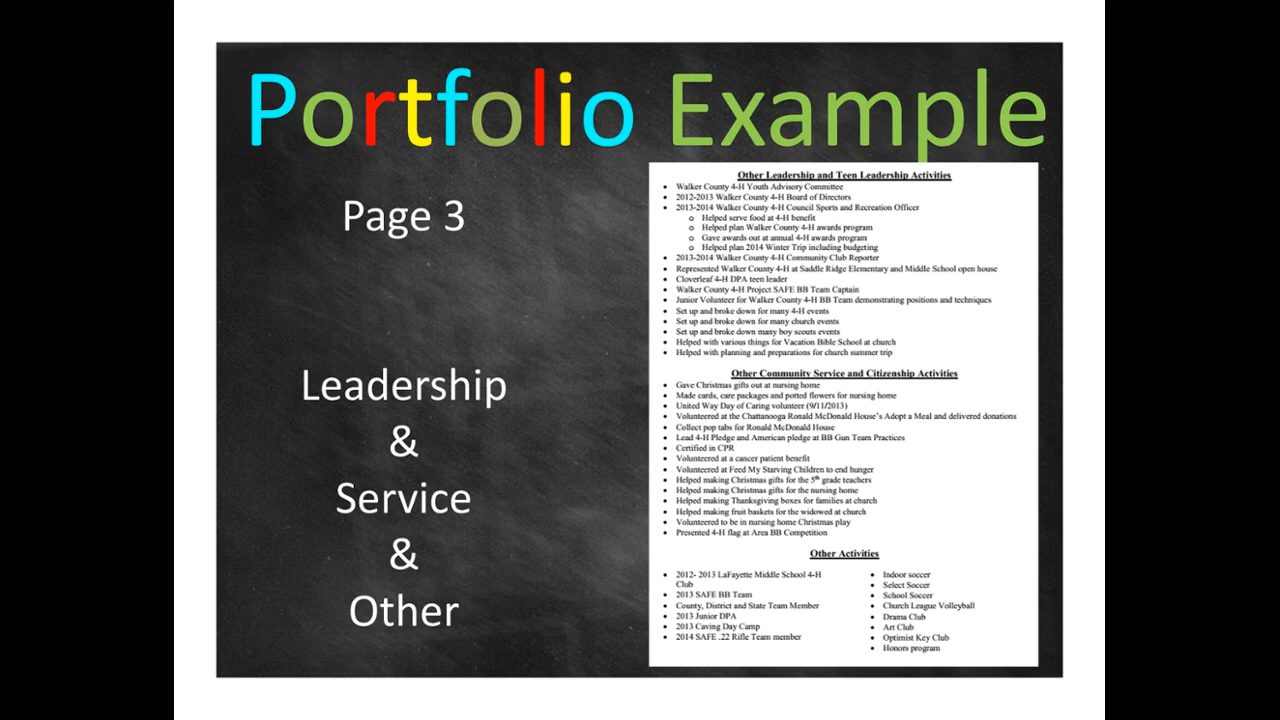 Portfolio Example
Page 3
Leadership
&
Service
&
Other
Other Leadership and Teen Leadership Activities
• Walker County 4-H Youth Advisory Committee
• 2012-2013 Walker County 4-H Board of Directors
• 2013-2014 Walker County 4-H Council Sports and Recreation Officer
o Helped serve food at 4-H benefit
o Helped plan Walker County 4-H awards program
o Gave awards out at annual 4-H awards program
o Helped plan 2014 Winter Trip including budgeting
• 2013-2014 Walker County 4-H Community Club Reporter
• Represented Walker County 4-H at Saddle Ridge Elementary and Middle School open house
• Cloverleaf 4-H DPA teen leader
• Walker County 4-H Project SAFE BB Team Captain
• Junior Volunteer for Walker County 4-H BB Team demonstrating positions and techniques
• Set up and broke down for many 4-H events
• Set up and broke down for many church events
• Set up and broke down many boy scouts events
• Helped with various things for Vacation Bible School at church
• Helped with planning and preparations for church summer trip
Other Community Service and Citizenship Activities
• Gave Christmas gifts out at nursing home
• Made cards, care packages and potted flowers for nursing home
• United Way Day of Caring volunteer (9/11/2013)
• Volunteered at the Chattanooga Ronald McDonald House's Adopt a Meal and delivered donations
• Collect pop tabs for Ronald McDonald House
• Lead 4-H Pledge and American pledge at BB Gun Team Practices
• Certified in CPR
• Volunteered at a cancer patient benefit
• Volunteered at Feed My Starving Children to end hunger
• Helped making Christmas gifts for the 5th grade teachers
• Helped making Christmas gifts for the nursing home
• Helped making Thanksgiving boxes for families at church
• Helped making fruit baskets for the widowed at church
• Volunteered to be in nursing home Christmas play
• Presented 4-H flag at Area BB Competition
Other Activities
• 2012- 2013 LaFayette Middle School 4-H
Club
• 2013 SAFE BB Team
• County, District and State Team Member
• 2013 Junior DPA
• 2013 Caving Day Camp
• 2014 SAFE .22 Rifle Team member
• Indoor soccer
• Select Soccer
• School Soccer
• Church League Volleyball
• Drama Club
• Art Club
• Optimist Key Club
• Honors program